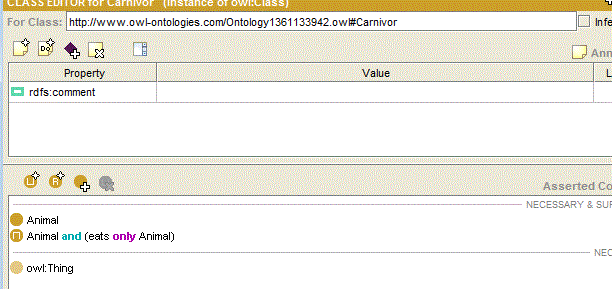 CLASS EDITOR for Carnivor (instance of owl:Class)
For Class: http://www.owl-ontologies.com/Ontology1361133942.owl#Carnivor Infe
Ann
Property Value L
rdfs:comment
Asserted Co
NECESSARY & SUF
Animal
Animal and (eats only Animal)
NEC
owl:Thing